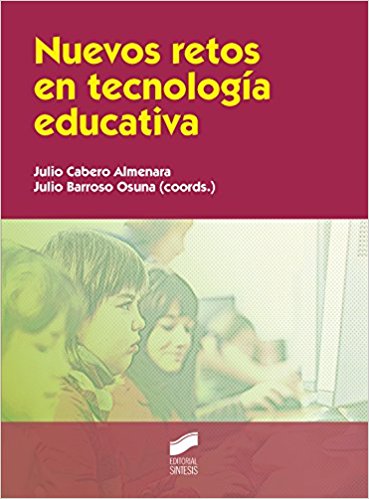 Nuevos retos
en tecnología
educativa
Julio Cabero Almenara
Julio Barroso Osuna (coords.)
EDITORIAL
SINTESIS